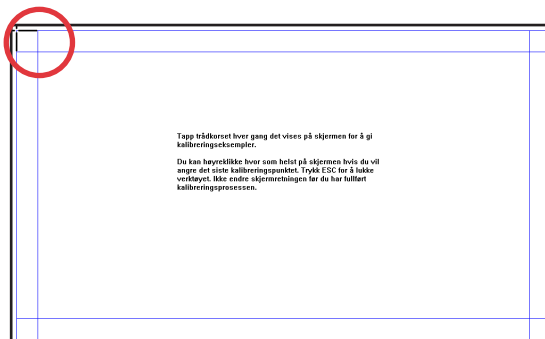 Tapp trådkorset hver gang det vises på skjermen for å gi
kalibreringseksempler.
Du kan høyreklikke hvor som helst på skjermen hvis du vil
angre det siste kalibreringspunktet. Trykk ESC for å lukke
verktøyet. Ikke endre skjermretningen før du har fullført
kalibreringsprosessen.